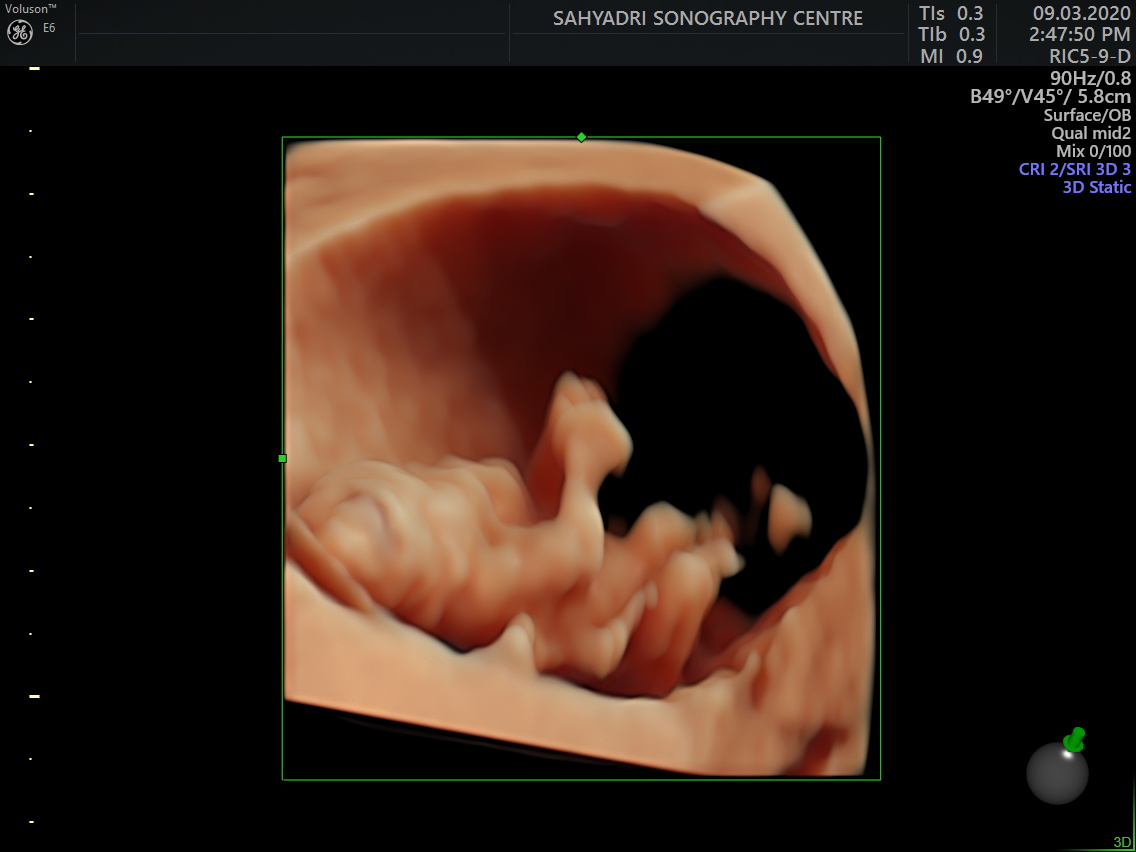 Voluson™
E6
SAHYADRI SONOGRAPHY CENTRE
TIs 0.3
TIb 0.3
MI 0.9
09.03.2020
2:47:50 PM
RIC5-9-D
90Hz/0.8
B49°/V45°/ 5.8cm
Surface/OB
Qual mid2
Mix 0/100
CRI 2/SRI 3D 3
3D Static
3D